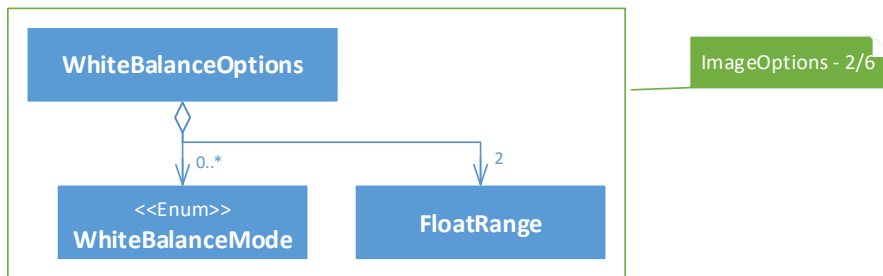 WhiteBalanceOptions
ImageOptions - 2/6
0..*
2
<<Enum>>
WhiteBalanceMode
FloatRange